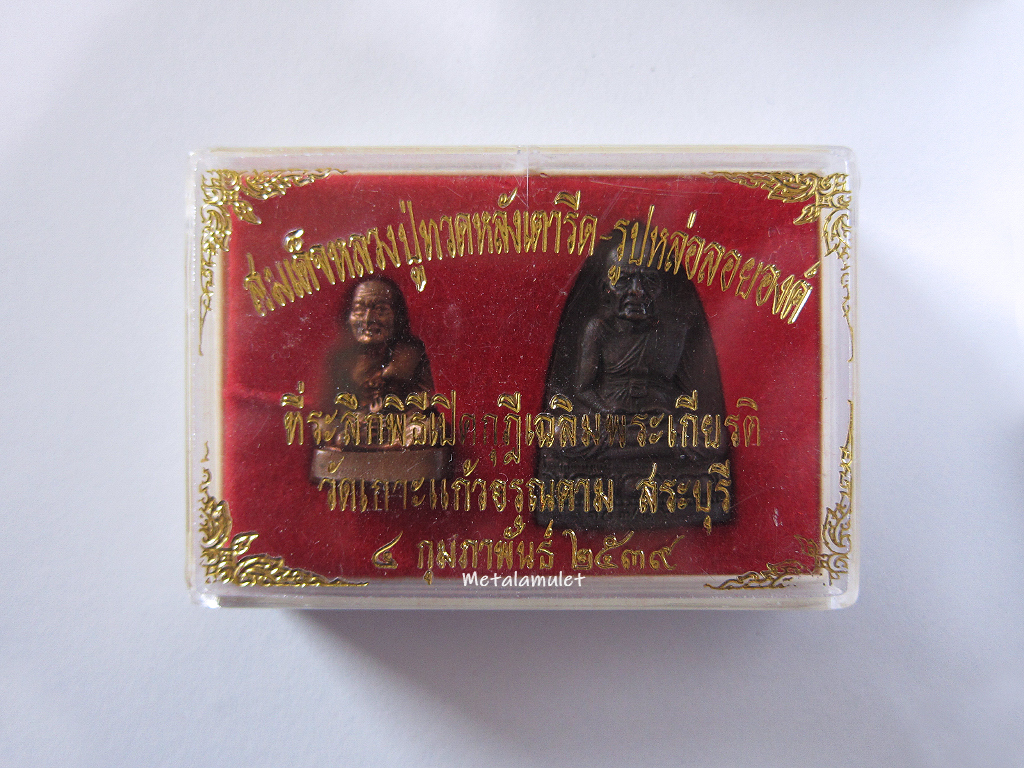 สมเด็จหลวงปู่ทวดหลังเตารีด-รูปหล่อลอยองค์
ที่ระลึกพิธีเปิดกุฏีเฉลิมพระเกียรติ
วัดเกาะแก้วอรุณคาม สระบุรี
๔ กุมภาพันธ์ ๒๕๓๙
Metalamulet